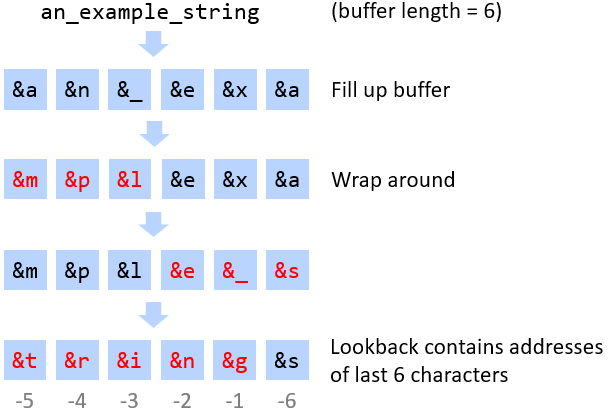 an_example_string (buffer length = 6)
&a &n &_ &e &x &a Fill up buffer
&m &p &l &e &x &a Wrap around
&m &p &l &e &_ &s
&t &r &i &n &g &s Lookback contains addresses
of last 6 characters
-5 -4 -3 -2 -1 -6